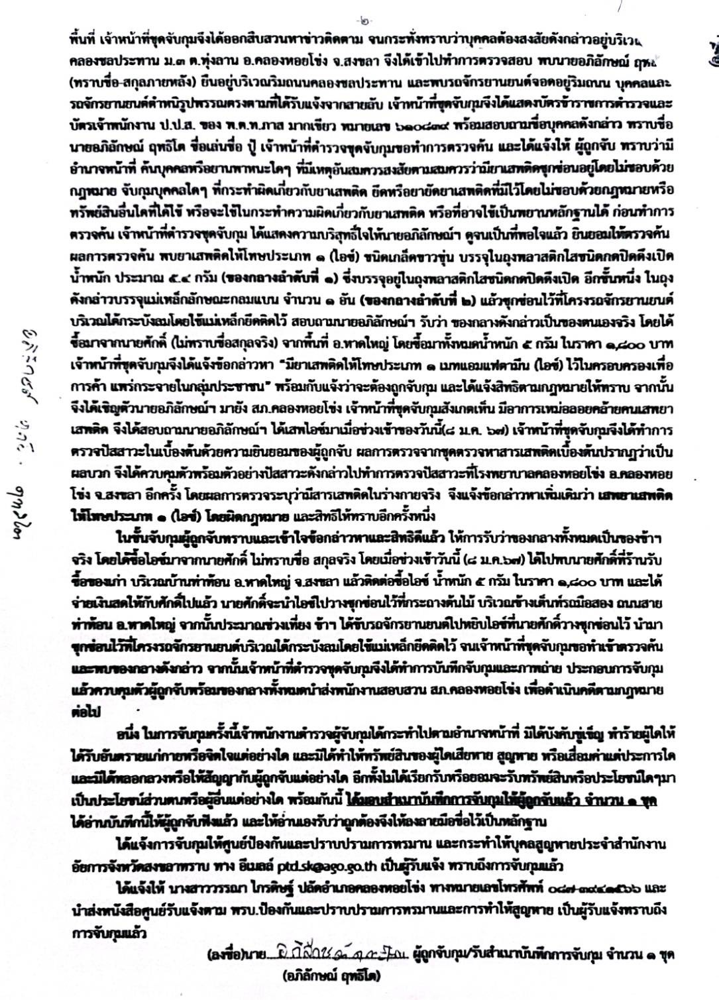 -๒-
พื้นที่ เจ้าหน้าที่ชุดจับกุมจึงได้ออกสืบสวนหาข่าวติดตาม จนกระทั่งทราบว่าบุคคลต้องสงสัยดังกล่าวอยู่บริเวณ
คลองชลประทาน ม.๓ ต.ทุ่งลาน อ.คลองหอยโข่ง จ.สงขลา จึงได้เข้าไปทำการตรวจสอบ พบนายอภิลักษณ์
(ทราบชื่อ-สกุลภายหลัง) ยืนอยู่บริเวณริมถนนคลองชลประทาน และพบรถจักรยานยนต์จอดอยู่ริมถนน บุคคลและ
รถจักรยานยนต์ตำหนิรูปพรรณตรงตามที่ได้รับแจ้งจากสายลับ เจ้าหน้าที่ชุดจับกุมจึงได้แสดงบัตรข้าราชการตำรวจและ
บัตรเจ้าพนักงาน ป.ป.ส. ของ พ.ต.ท.ภาส มากเขียว หมายเลข ๖๑๐๘๓๙ พร้อมสอบถามชื่อบุคคลดังกล่าว ทราบชื่อ
นายอภิลักษณ์ ฤทธิโต ชื่อเล่นชื่อ ปู่ เจ้าหน้าที่ตำรวจชุดจับกุมขอทำการตรวจค้น และได้แจ้งให้ ผู้ถูกจับ ทราบว่ามี
อำนาจหน้าที่ ค้นบุคคลหรือยานพาหนะใดๆ ที่มีเหตุอันสมควรสงสัยตามสมควรว่ามียาเสพติดซุกซ่อนอยู่โดยไม่ชอบด้วย
กฎหมาย จับกุมบุคคลใดๆ ที่กระทำผิดเกี่ยวกับยาเสพติด ยึดหรือยายัดยาเสพติดที่มีไว้โดยไม่ชอบด้วยกฎหมายหรือ
ทรัพย์สินอื่นใดที่ได้ใช้ หรือจะใช้ในกระทำความผิดเกี่ยวกับยาเสพติด หรือที่อาจใช้เป็นพยานหลักฐานได้ ก่อนทำการ
ตรวจค้น เจ้าหน้าที่ตำรวจชุดจับกุม ได้แสดงความบริสุทธิ์ใจให้นายอภิลักษณ์ฯ ดูจนเป็นที่พอใจแล้ว ยินยอมให้ตรวจค้น
ผลการตรวจค้น พบยาเสพติดให้โทษประเภท ๑ (ไอซ์) ชนิดเกล็ดขาวขุ่น บรรจุในถุงพลาสติกใสชนิดกดปิดดึงเปิด
น้ำหนัก ประมาณ ๕.๔ กรัม (ของกลางลำดับที่ ๑) ซึ่งบรรจุอยู่ในถุงพลาสติกใสชนิดกดปิดดึงเปิด อีกชั้นหนึ่ง ในถุง
ดังกล่าวบรรจุแม่เหล็กลักษณะกลมแบน จำนวน ๑ อัน (ของกลางลำดับที่ ๒) แล้วซุกซ่อนไว้ที่โครงรถจักรยานยนต์
บริเวณใต้กระบังลมโดยใช้แม่เหล็กยึดติดไว้ สอบถามนายอภิลักษณ์ฯ รับว่า ของกลางดังกล่าวเป็นของตนเองจริง โดยได้
ซื้อมาจากนายศักดิ์ (ไม่ทราบชื่อสกุลจริง) จากพื้นที่ อ.หาดใหญ่ โดยซื้อมาทั้งหมดน้ำหนัก ๕ กรัม ในราคา ๑,๘๐๐ บาท
เจ้าหน้าที่ชุดจับกุมจึงได้แจ้งข้อกล่าวหา “มียาเสพติดให้โทษประเภท ๑ เมทแอมแฟตามีน (ไอซ์) ไว้ในครอบครองเพื่อ
การค้า แพร่กระจายในกลุ่มประชาชน” พร้อมกับแจ้งว่าจะต้องถูกจับกุม และได้แจ้งสิทธิตามกฎหมายให้ทราบ จากนั้น
จึงได้เชิญตัวนายอภิลักษณ์ฯ มายัง สภ.คลองหอยโข่ง เจ้าหน้าที่ชุดจับกุมสังเกตเห็น มีอาการเหม่อลอยคล้ายคนเสพยา
เสพติด จึงได้สอบถามนายอภิลักษณ์ฯ ได้เสพไอซ์มาเมื่อช่วงเช้าของวันนี้(๘ ม.ค. ๖๗) เจ้าหน้าที่ชุดจับกุมจึงได้ทำการ
ตรวจปัสสาวะในเบื้องต้นด้วยความยินยอมของผู้ถูกจับ ผลการตรวจจากชุดตรวจหาสารเสพติดเบื้องต้นปรากฏว่าเป็น
ผลบวก จึงได้ควบคุมตัวพร้อมตัวอย่างปัสสาวะดังกล่าวไปทำการตรวจปัสสาวะที่โรงพยาบาลคลองหอยโข่ง อ.คลองหอย
โข่ง จ.สงขลา อีกครั้ง โดยผลการตรวจระบุว่ามีสารเสพติดในร่างกายจริง จึงแจ้งข้อกล่าวหาเพิ่มเติมว่า เสพยาเสพติด
ให้โทษประเภท ๑ (ไอซ์) โดยผิดกฎหมาย และสิทธิให้ทราบอีกครั้งหนึ่ง
ในชั้นจับกุมผู้ถูกจับทราบและเข้าใจข้อกล่าวหาและสิทธิดีแล้ว ให้การรับว่าของกลางทั้งหมดเป็นของข้าฯ
จริง โดยได้ซื้อไอซ์มาจากนายศักดิ์ ไม่ทราบชื่อ สกุลจริง โดยเมื่อช่วงเช้าวันนี้ (๘ ม.ค.๖๗) ได้ไปพบนายศักดิ์ที่ร้านรับ
ซื้อของเก่า บริเวณบ้านท่าท้อน อ.หาดใหญ่ จ.สงขลา แล้วติดต่อซื้อไอซ์ น้ำหนัก ๕ กรัม ในราคา ๑,๘๐๐ บาท และได้
จ่ายเงินสดให้กับศักดิ์ไปแล้ว นายศักดิ์จะนำไอซ์ไปวางซุกซ่อนไว้ที่กระถางต้นไม้ บริเวณข้างเต็นท์รถมือสอง ถนนสาย
ท่าท้อน อ.หาดใหญ่ จากนั้นประมาณช่วงเที่ยง ข้าฯ ได้ขับรถจักรยานยนต์ไปหยิบไอซ์ที่นายศักดิ์วางซุกซ่อนไว้ นำมา
ซุกซ่อนไว้ที่โครงรถจักรยานยนต์บริเวณใต้กระบังลมโดยใช้แม่เหล็กยึดติดไว้ จนเจ้าหน้าที่ชุดจับกุมขอทำเข้าตรวจค้น
และพบของกลางดังกล่าว จากนั้นเจ้าหน้าที่ตำรวจชุดจับกุมจึงได้ทำการบันทึกจับกุมและภาพถ่าย ประกอบการจับกุม
แล้วควบคุมตัวผู้ถูกจับพร้อมของกลางทั้งหมดนำส่งพนักงานสอบสวน สภ.คลองหอยโข่ง เพื่อดำเนินคดีตามกฎหมาย
ต่อไป
อนึ่ง ในการจับกุมครั้งนี้เจ้าพนักงานตำรวจผู้จับกุมได้กระทำไปตามอำนาจหน้าที่ มิได้บังคับขู่เข็ญ ทำร้ายผู้ใดให้
ได้รับอันตรายแก่กายหรือจิตใจแต่อย่างใด และมิได้ทำให้ทรัพย์สินของผู้ใดเสียหาย สูญหาย หรือเสื่อมค่าแต่ประการใด
และมิได้หลอกลวงหรือให้สัญญากับผู้ถูกจับแต่อย่างใด อีกทั้งไม่ได้เรียกรับหรือยอมจะรับทรัพย์สินหรือประโยชน์ใดๆมา
เป็นประโยชน์ส่วนตนหรือผู้อื่นแต่อย่างใด พร้อมกันนี้ ได้มอบสำเนาบันทึกการจับกุมให้ผู้ถูกจับแล้ว จำนวน ๑ ชุด
ได้อ่านบันทึกนี้ให้ผู้ถูกจับฟังแล้ว และให้อ่านเองรับว่าถูกต้องจึงให้ลงลายมือชื่อไว้เป็นหลักฐาน
ได้แจ้งการจับกุมให้ศูนย์ป้องกันและปราบปรามการทรมาน และกระทำให้บุคลสูญหายประจำสำนักงาน
อัยการจังหวัดสงขลาทราบ ทาง อีเมลล์ ptd.sk@ago.go.th เป็นผู้รับแจ้ง ทราบถึงการจับกุมแล้ว
ได้แจ้งให้ นางสาววรรณา ไกรดิษฐ์ ปลัดอำเภอคลองหอยโข่ง ทางหมายเลขโทรศัพท์ ๐๘๗-๓๙๔๑๕๖๖ และ
นำส่งหนังสือศูนย์รับแจ้งตาม พรบ.ป้องกันและปราบปรามการทรมานและการทำให้สูญหาย เป็นผู้รับแจ้งทราบถึง
การจับกุมแล้ว
(ลงชื่อ)นาย อภิลักษณ์ ฤทธิโต ผู้ถูกจับกุม/รับสำเนาบันทึกการจับกุม จำนวน ๑ ชุด
(อภิลักษณ์ ฤทธิโต)